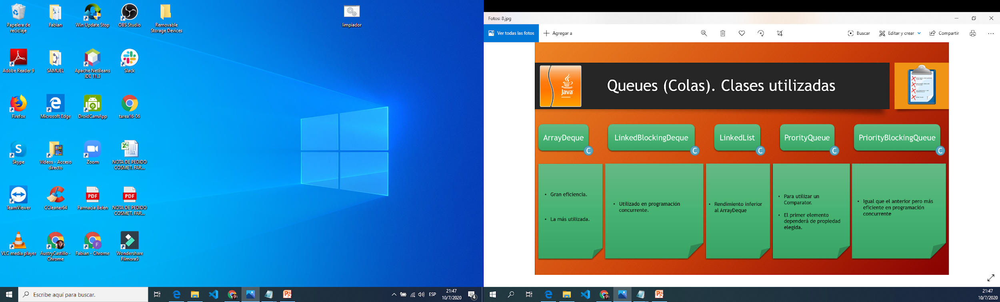 Papelera de
reciclaje
Fabian
Win Update Stop
OBS Studio
Removable
Storage Devices
limpiador
Adobe Reader 9
SAMUEL
Apache NetBeans
IDE 11.3
Slack
Firefox
Microsoft Edge
DroidCamApp
tarea16-06
Skype
Vídeos - Acceso
directo
Zoom
NOTA DE PEDIDO
COSMET. FAR...
TeamViewer
CCleaner64
PDF
Farmacia Belen
PDF
NOTA DE PEDIDO
COSMET. FAR...
VLC media player
AustryCastillo -
Chrome
F
Fabian - Chrome
Wondershare
Filmora9
Escribe aquí para buscar.
ESP
21:47
10/7/2020
4
Fotos: 8.jpg
Ver todas las fotos
Agregar a
Buscar
Editar y crear
Compartir
Java
Queues (Colas). Clases utilizadas
ArrayDeque
C
• Gran eficiencia.
• La más utilizada.
LinkedBlockingDeque
C
• Utilizado en programación
concurrente.
LinkedList
C
• Rendimiento inferior
al ArrayDeque
ProrityQueue
C
• Para utilizar un
Comparator.
• El primer elemento
dependerá de propiedad
elegida.
PriorityBlockingQueue
C
• Igual que el anterior pero más
eficiente en programación
concurrente
21:47
10/7/2020